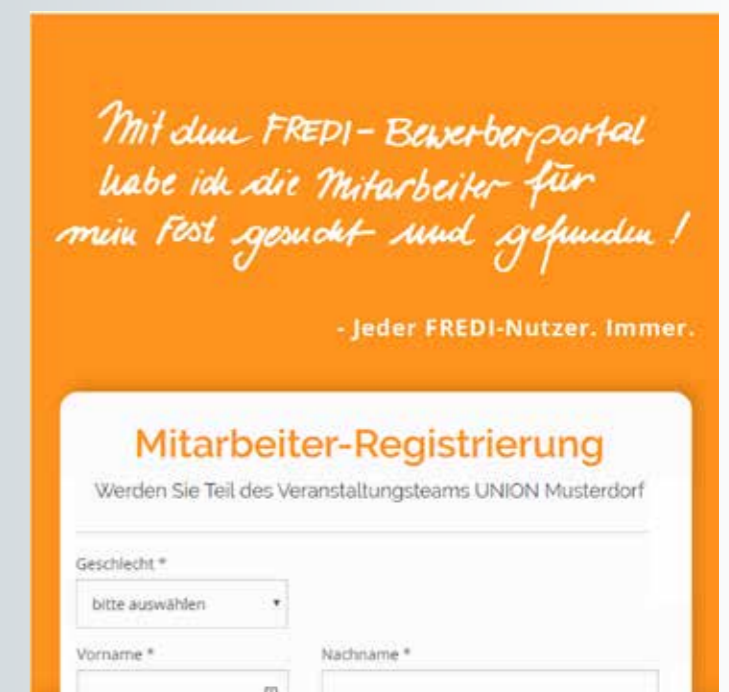 Mit dem FREDI-Bewerberportal
habe ich die Mitarbeiter für
mein Fest gesucht und gefunden!
- Jeder FREDI-Nutzer. Immer.
Mitarbeiter-Registrierung
Werden Sie Teil des Veranstaltungsteams UNION Musterdorf
Geschlecht *
bitte auswählen
Vorname * Nachname *